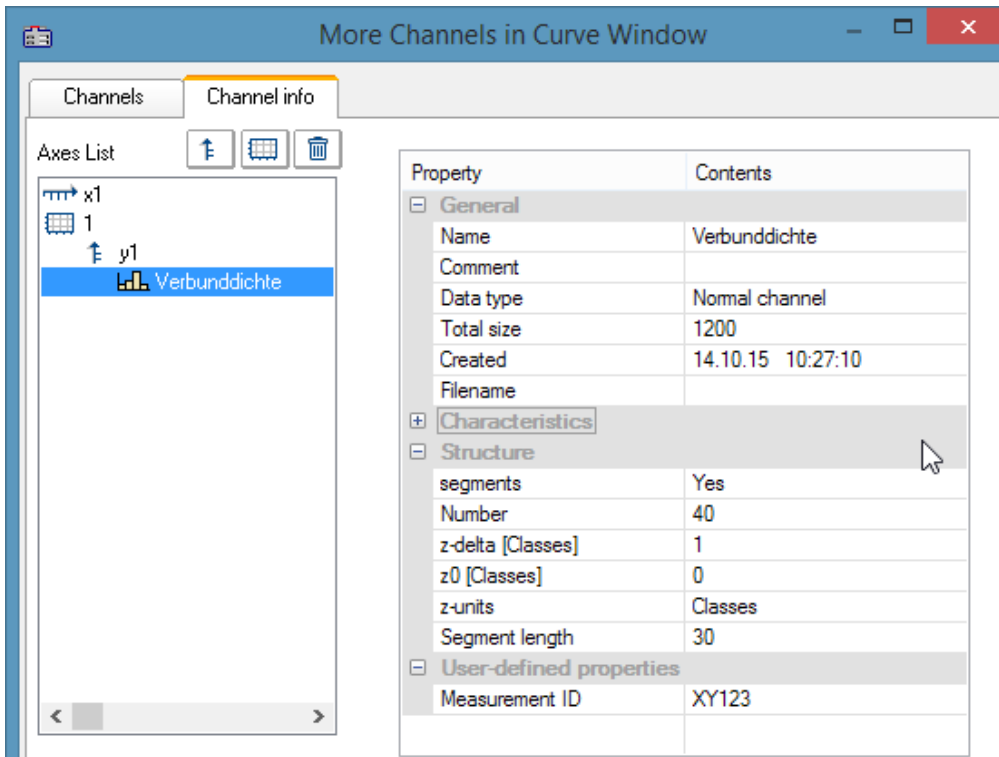 More Channels in Curve Window
Channels Channel info
Axes List
x1
1
y1
Verbunddichte
Property Contents
General
Name Verbunddichte
Comment
Data type Normal channel
Total size 1200
Created 14.10.15 10:27:10
Filename
Characteristics
Structure
segments Yes
Number 40
z-delta [Classes] 1
z0 [Classes] 0
z-units Classes
Segment length 30
User-defined properties
Measurement ID XY123